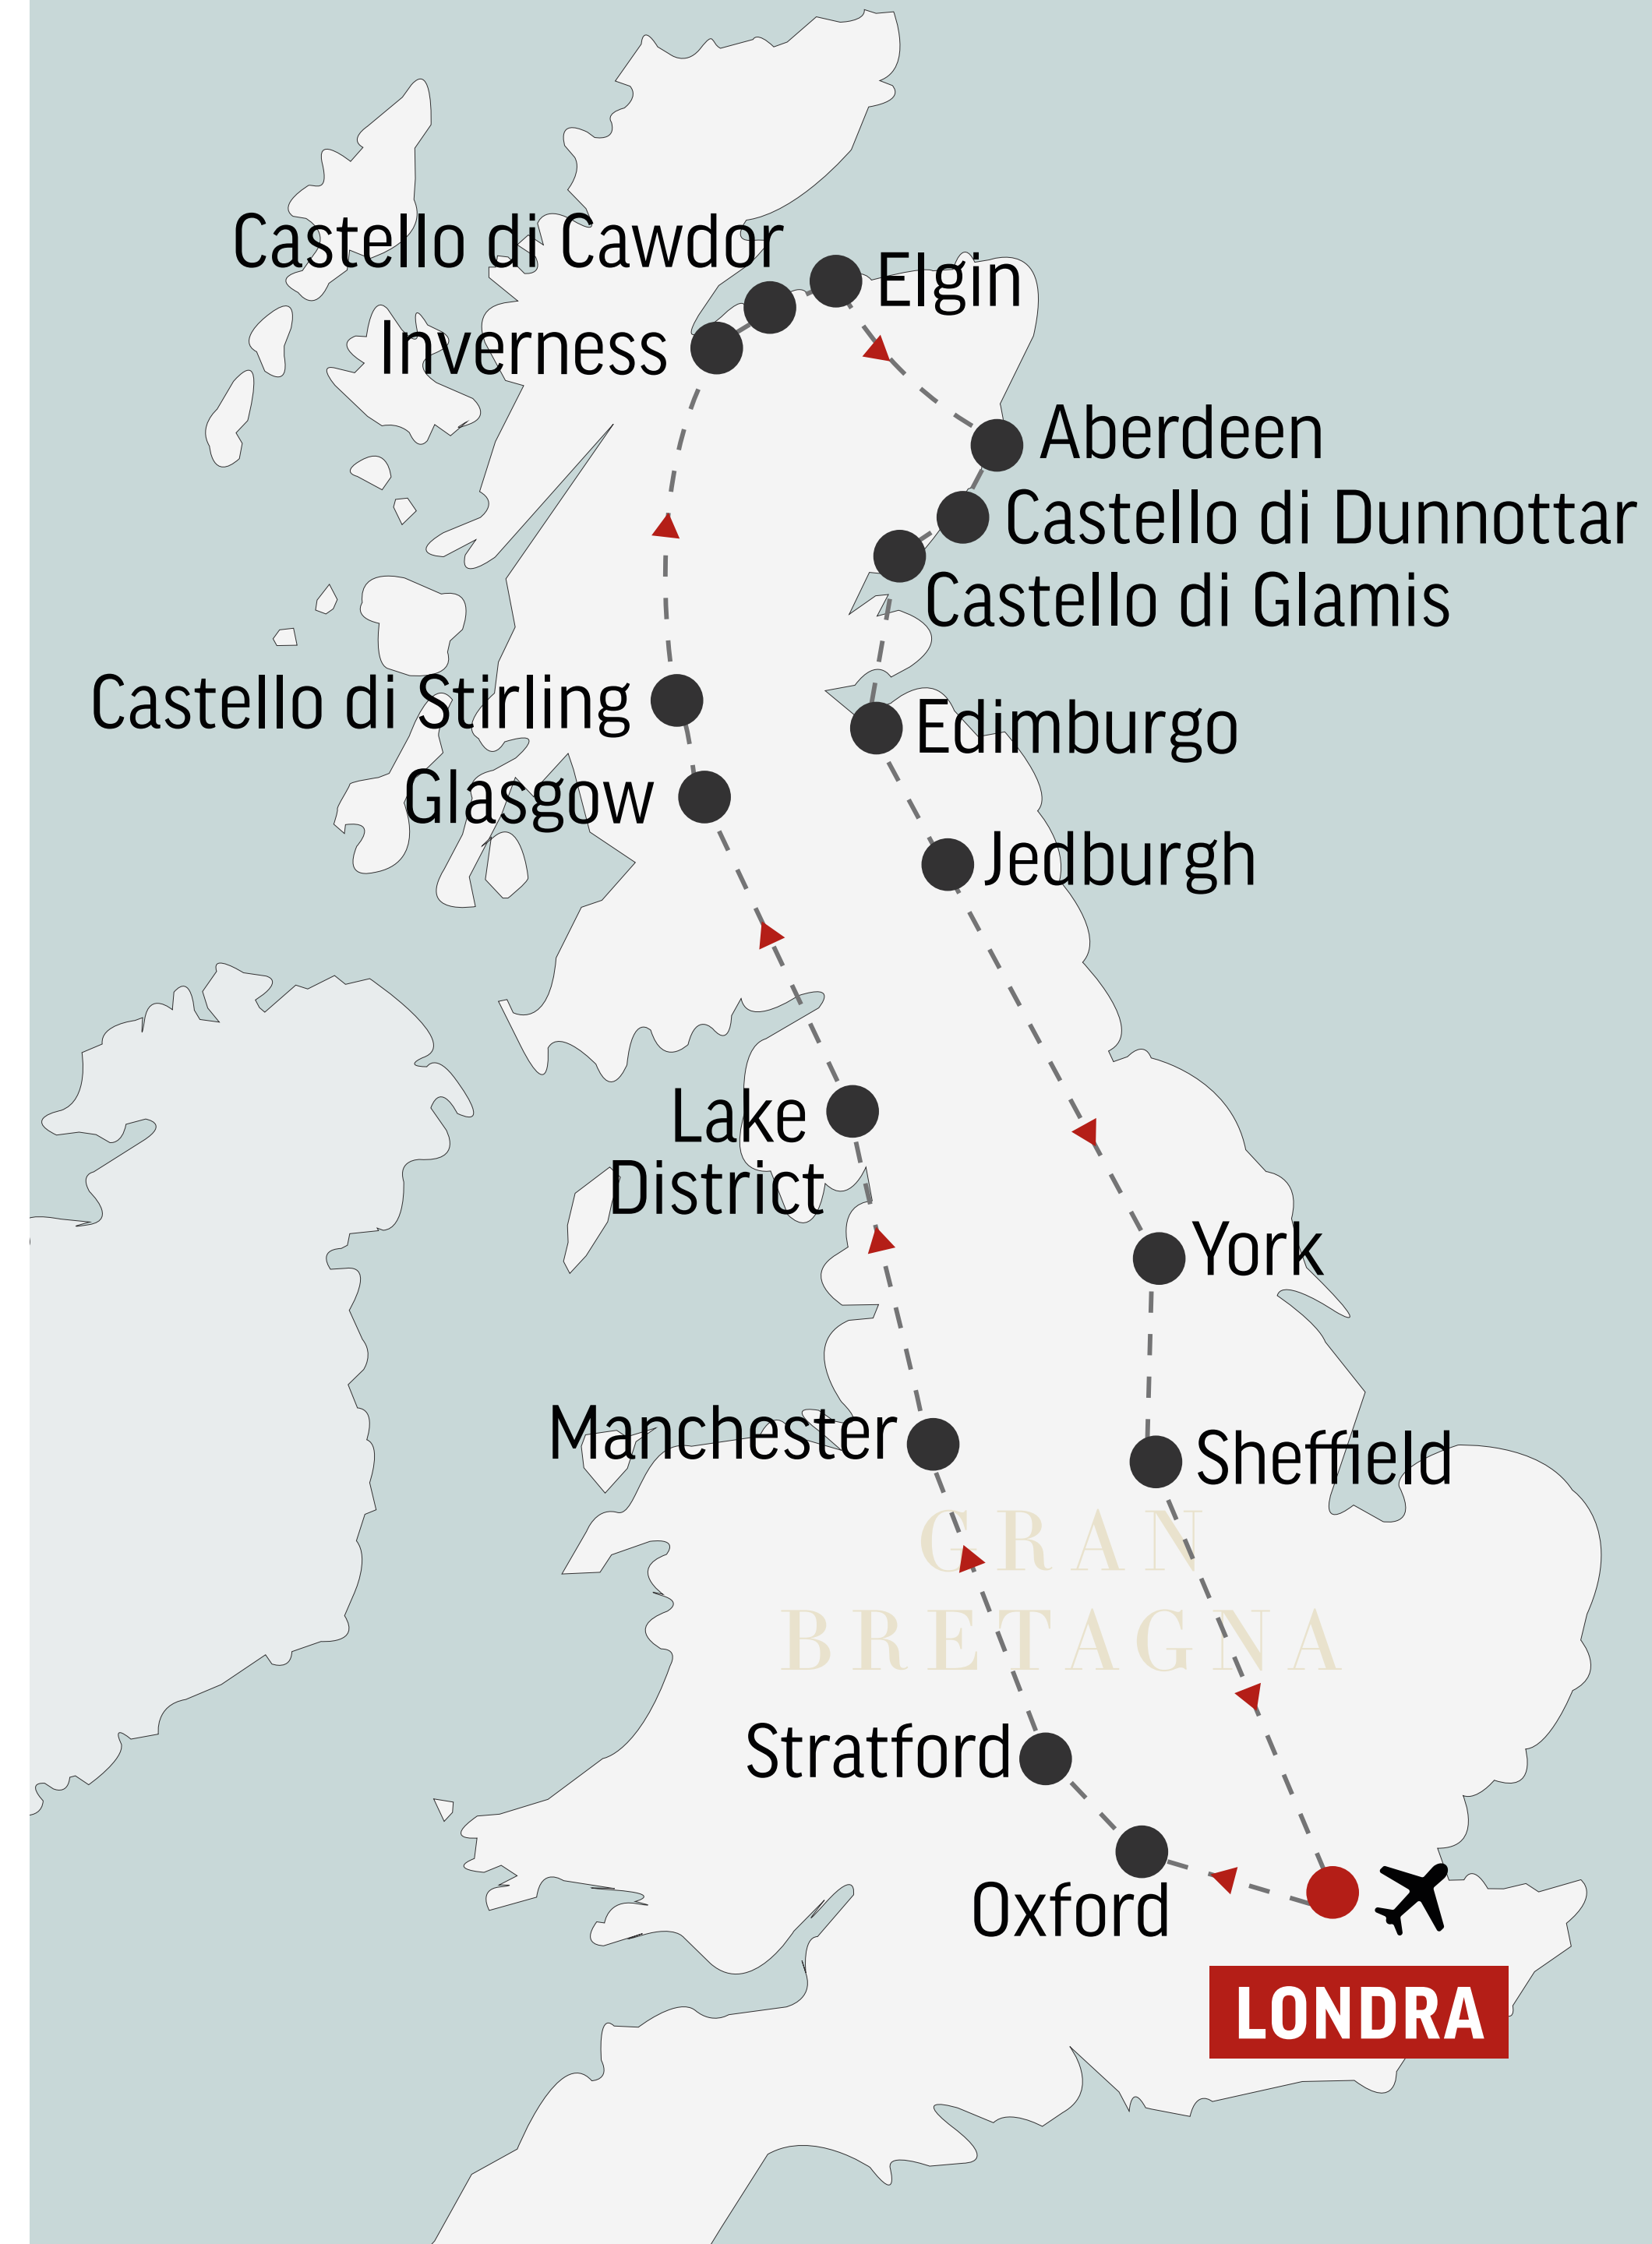 Castello di Cawdor
Elgin
Inverness
Aberdeen
Castello di Dunnottar
Castello di Glamis
Castello di Stirling
Edimburgo
Glasgow
Jedburgh
Lake
District
York
Manchester
Sheffield
GRAN
BRETAGNA
Stratford
Oxford
LONDRA